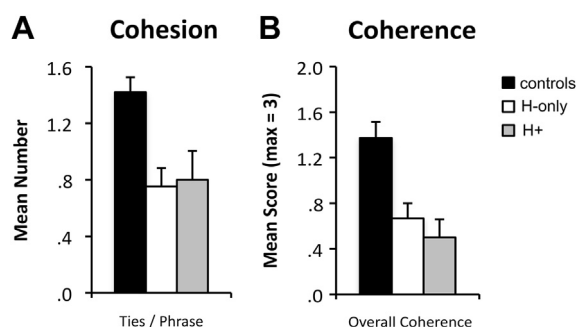 A Cohesion
Mean Number
1.6
1.2
.8
.4
.0
Ties / Phrase
B Coherence
Mean Score (max = 3)
2.0
1.6
1.2
.8
.4
.0
Overall Coherence
controls
H-only
H+